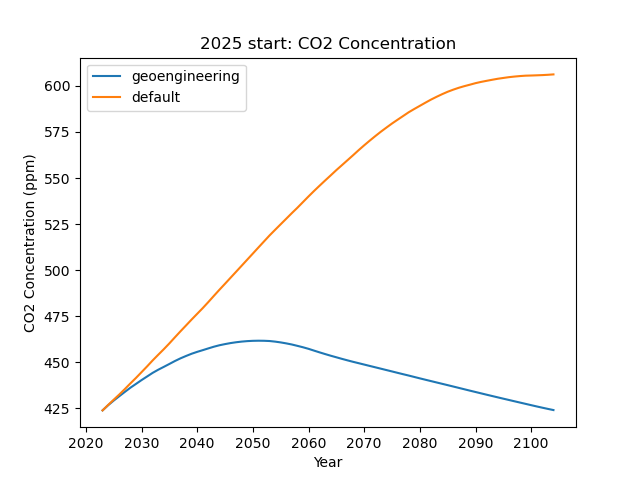 2025 start: CO2 Concentration
geoengineering
default
CO2 Concentration (ppm)
600
575
550
525
500
475
450
425
2020 2030 2040 2050 2060 2070 2080 2090 2100
Year